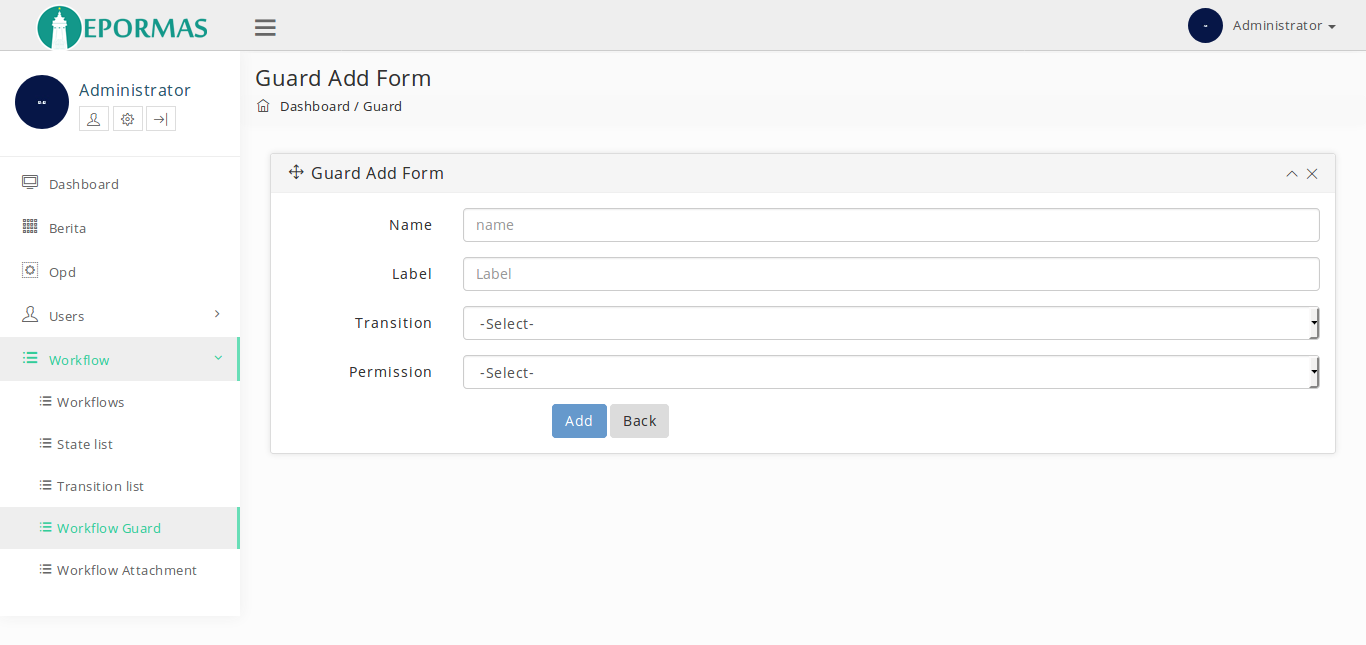 EPORMAS
Administrator
Administrator
Guard Add Form
Dashboard / Guard
Dashboard
Berita
Opd
Users
Workflow
Workflows
State list
Transition list
Workflow Guard
Workflow Attachment
Guard Add Form
Name
name
Label
Label
Transition
-Select-
Permission
-Select-
Add
Back